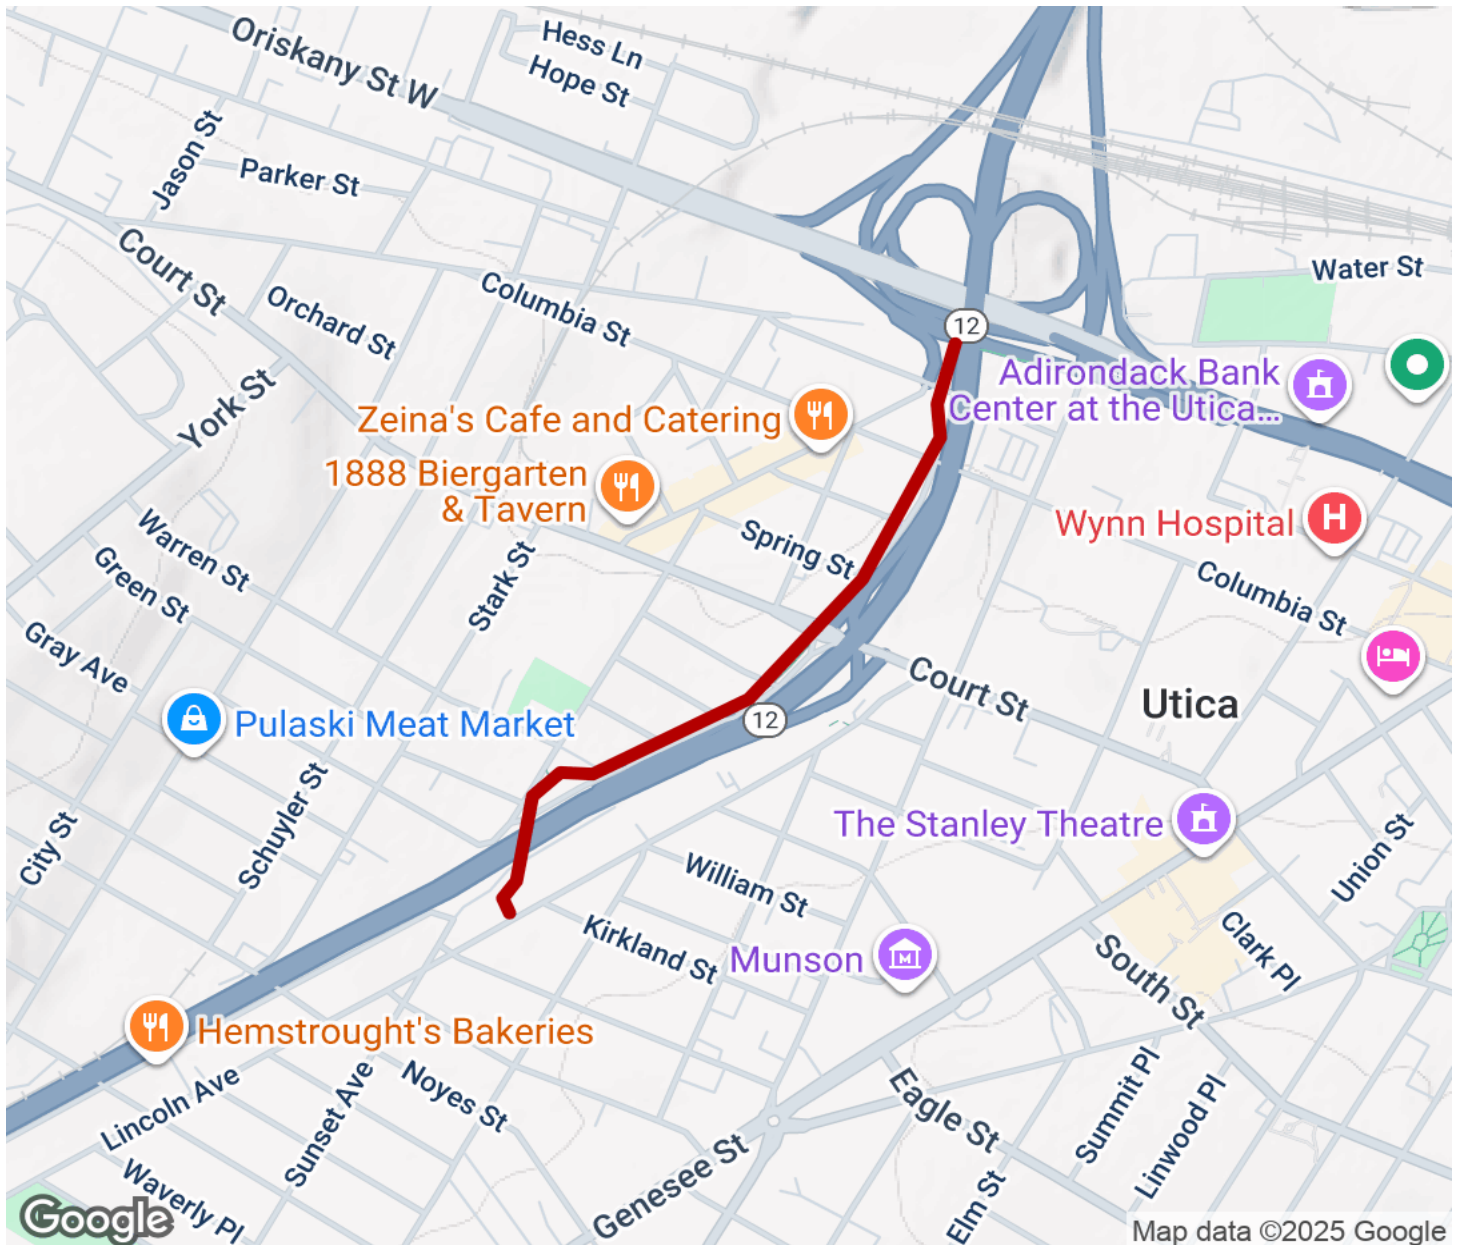 Hess Ln
Oriskany St W
Hope St
Jason St
Parker St
Court St
Water St
Columbia St
Orchard St
12
Adirondack Bank
Center at the Utica...
York St
Zeina's Cafe and Catering
1888 Biergarten
& Tavern
Wynn Hospital
Warren St
Spring St
Green St
Stark St
Columbia St
Gray Ave
Court St
Utica
Pulaski Meat Market
12
Schuyler St
The Stanley Theatre
City St
Union St
William St
Kirkland St
Munson
Clark Pl
South St
Hemstrought's Bakeries
Lincoln Ave
Sunset Ave
Noyes St
Eagle St
Summit Pl
Linwood Pl
Waverly Pl
Genesee St
Elm St
Google
Map data ©2025 Google